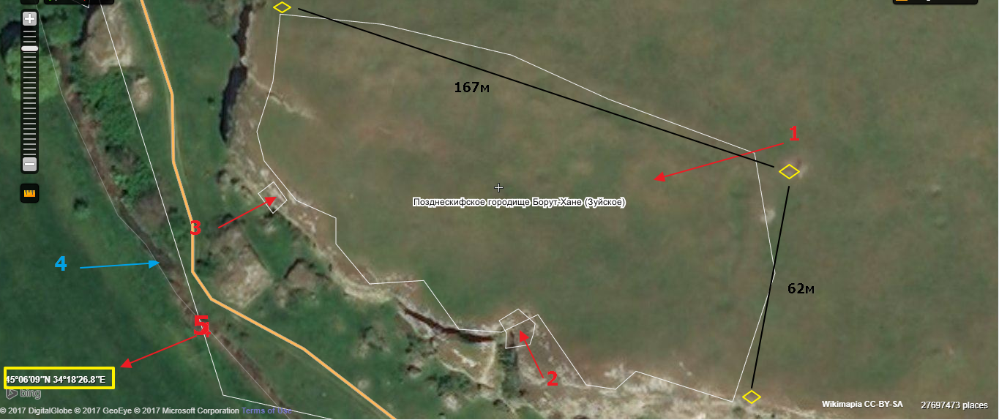 167м
1
Позднескифское городище Борут-Хане (Зуйское)
3
4
62м
5
2
45°06'09"N 34°18'26.8"E
bing
Wikimapia CC-BY-SA 27697473 places
© 2017 DigitalGlobe © 2017 GeoEye © 2017 Microsoft Corporation Terms of Use